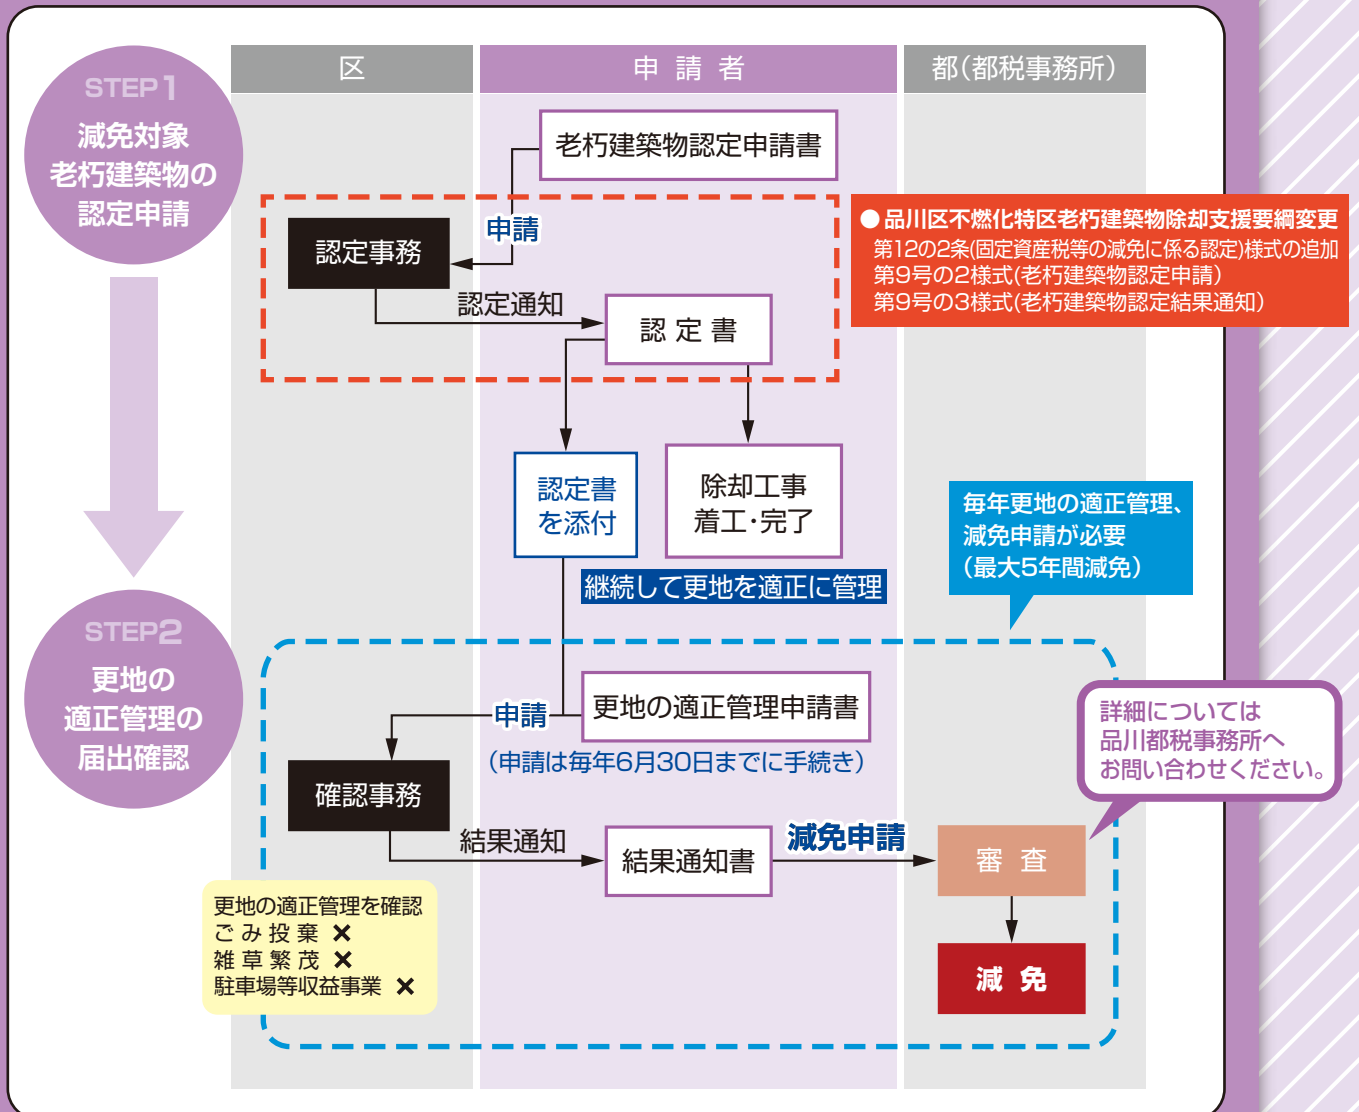 区
申請者
都(都税事務所)
STEP1
減免対象
老朽建築物の
認定申請
老朽建築物認定申請書
申請
認定事務
認定通知
認定書
●品川区不燃化特区老朽建築物除却支援要綱変更
第12の2条(固定資産税等の減免に係る認定)様式の追加
第9号の2様式(老朽建築物認定申請)
第9号の3様式(老朽建築物認定結果通知)
認定書
を添付
除却工事
着工・完了
継続して更地を適正に管理
毎年更地の適正管理、
減免申請が必要
(最大5年間減免)
STEP2
更地の
適正管理の
届出確認
更地の適正管理申請書
申請
(申請は毎年6月30日までに手続き)
確認事務
結果通知
結果通知書
減免申請
審査
減免
詳細については
品川都税事務所へ
お問い合わせください。
更地の適正管理を確認
ごみ投棄 ×
雑草繁茂 ×
駐車場等収益事業 ×